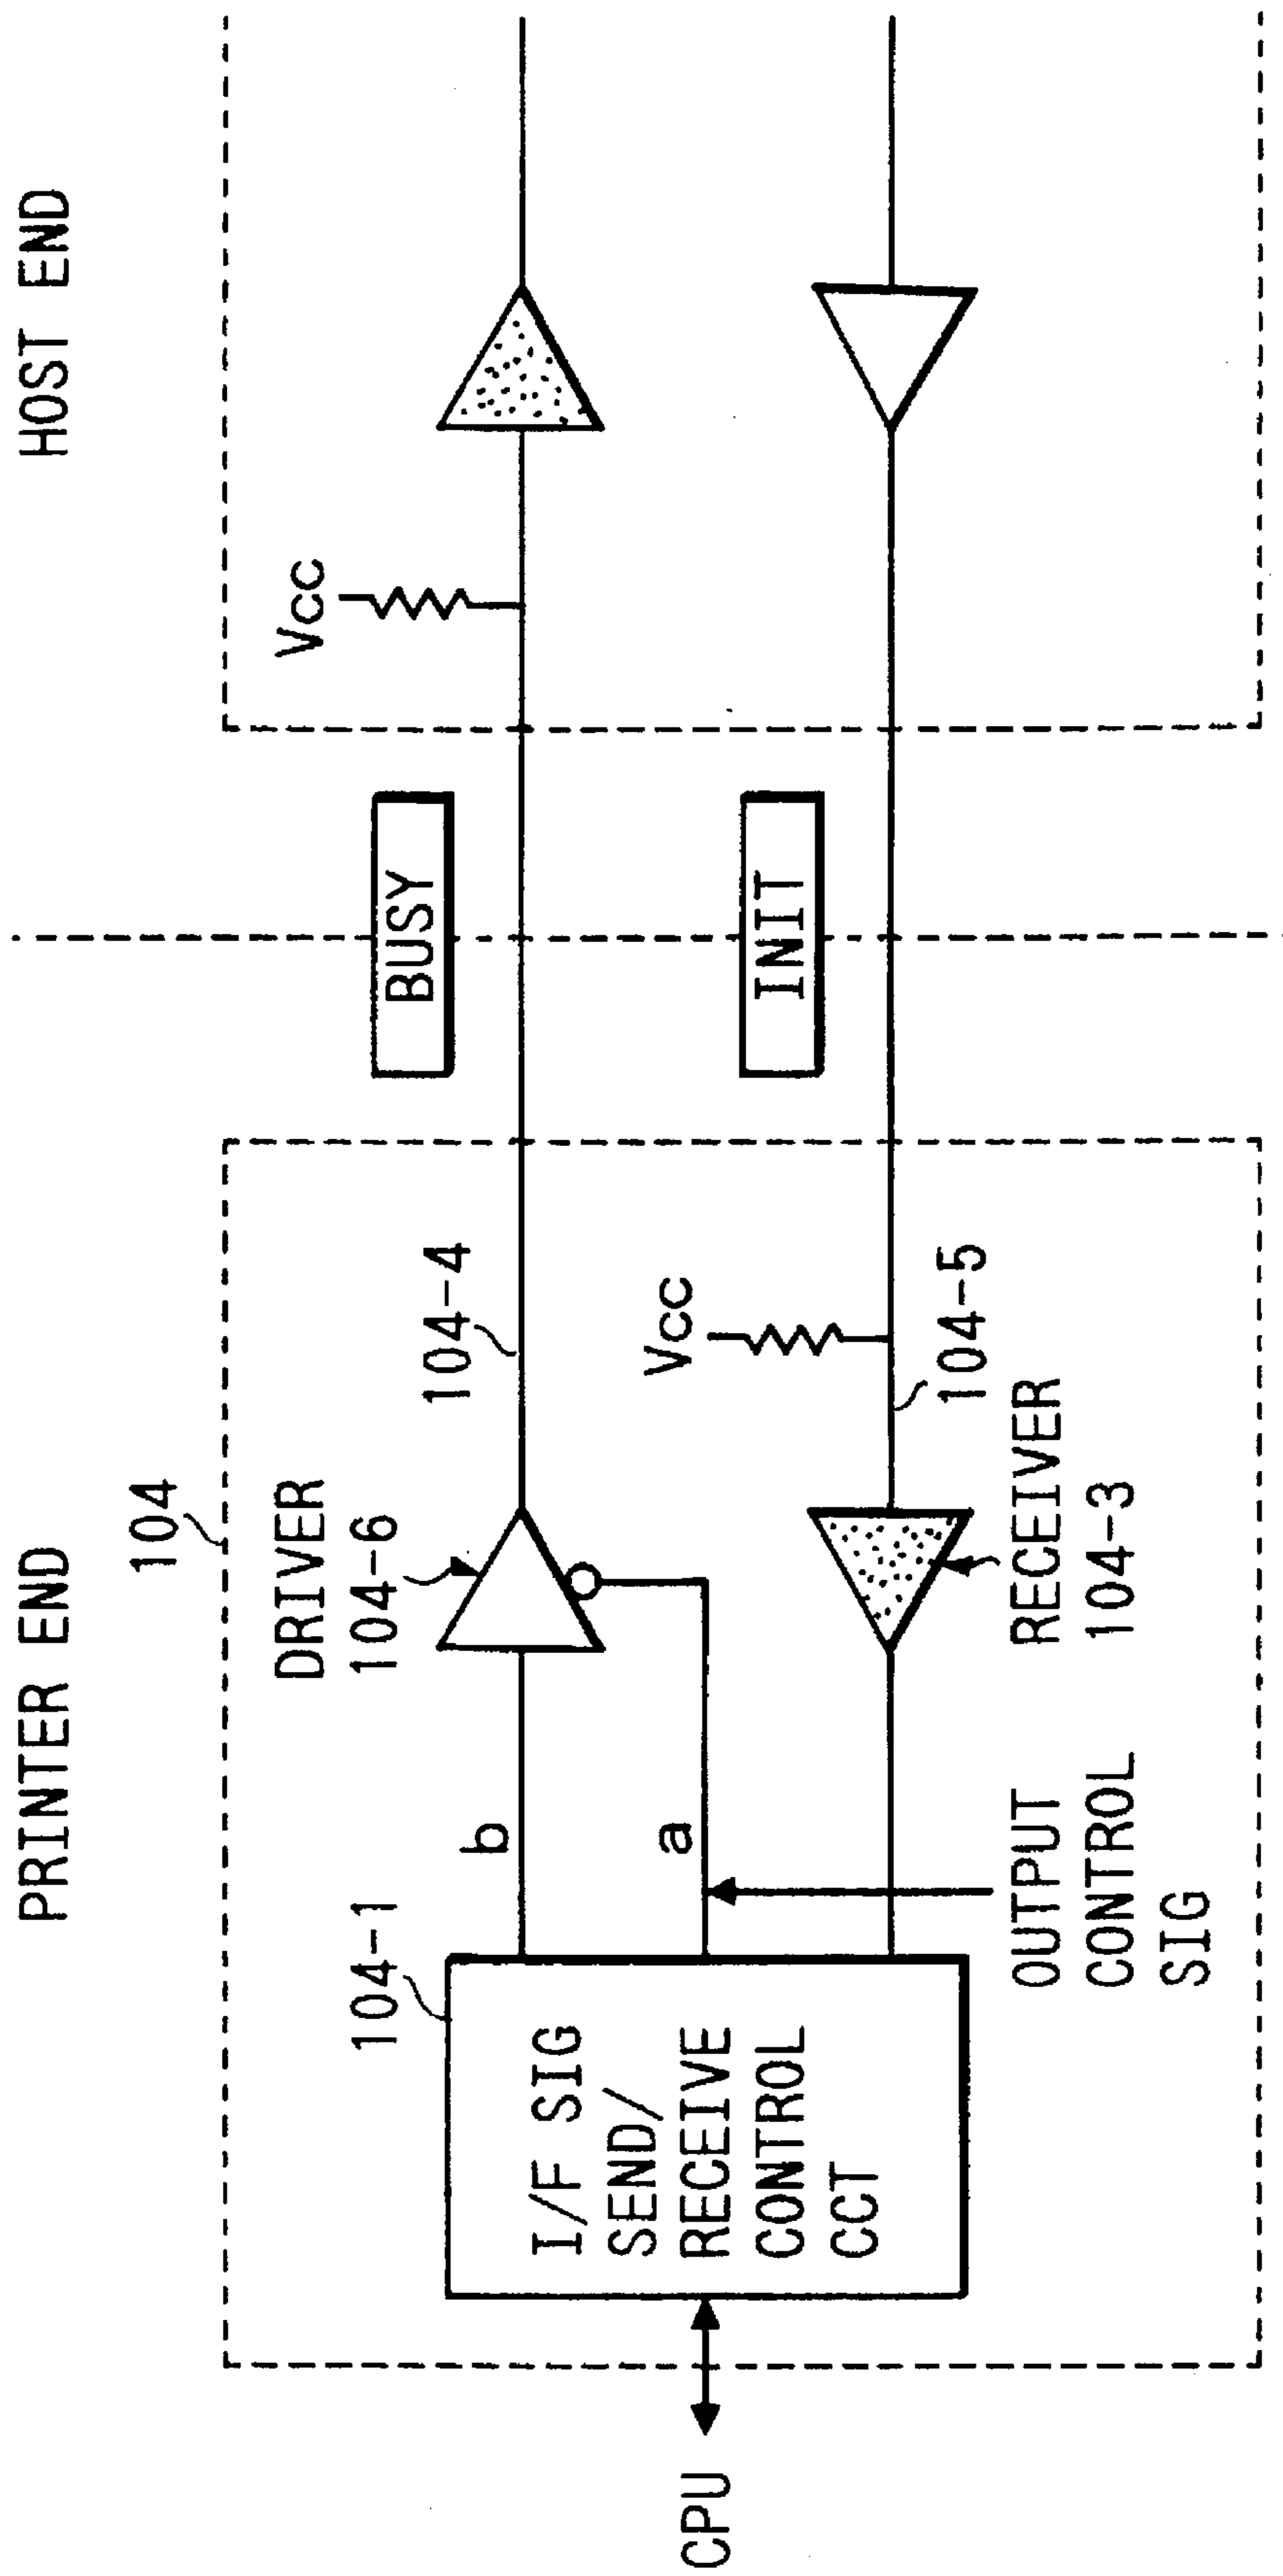 PRINTER END
HOST END
104
104-1
DRIVER
104-6
104-4
Vcc
BUSY
b
a
I/F SIG
SEND/
RECEIVE
CONTROL
CCT
CPU
Vcc
INIT
104-5
RECEIVER
104-3
OUTPUT
CONTROL
SIG